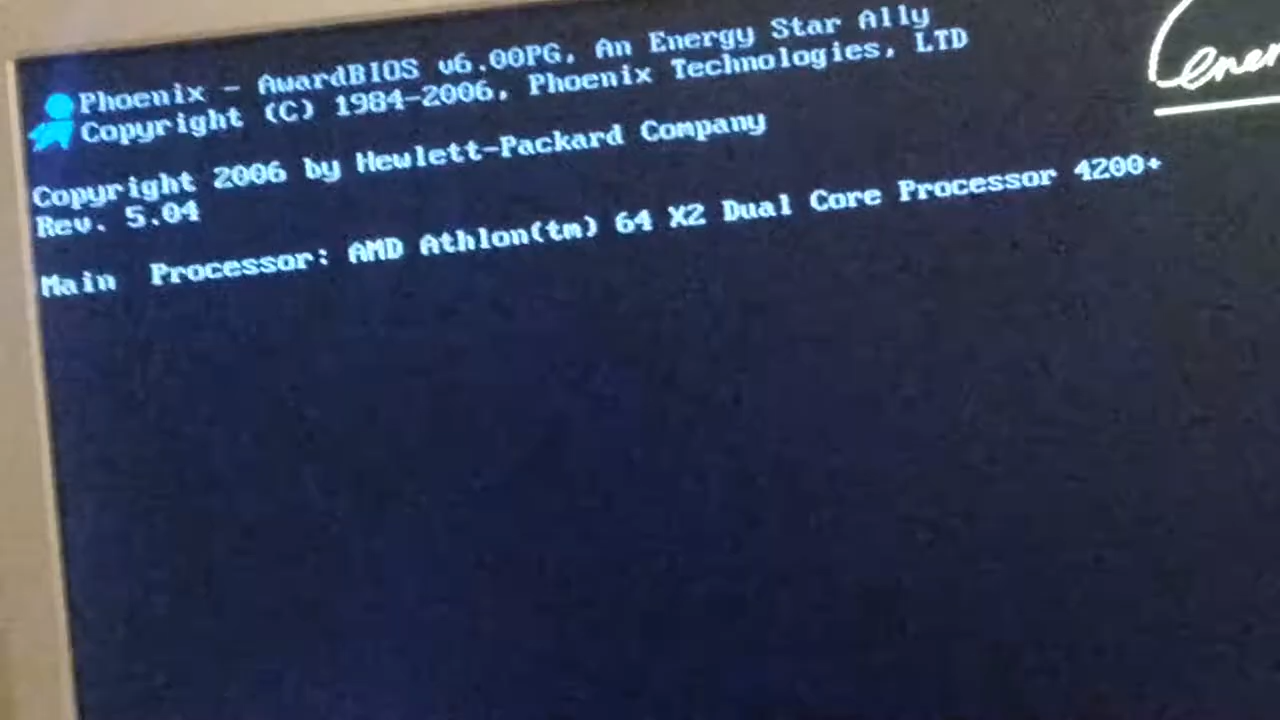 Phoenix - AwardBIOS v6.00PG, An Energy Star Ally
Copyright (C) 1984-2006, Phoenix Technologies, LTD
Copyright 2006 by Hewlett-Packard Company
Rev. 5.04
Main Processor: AMD Athlon(tm) 64 X2 Dual Core Processor 4200+